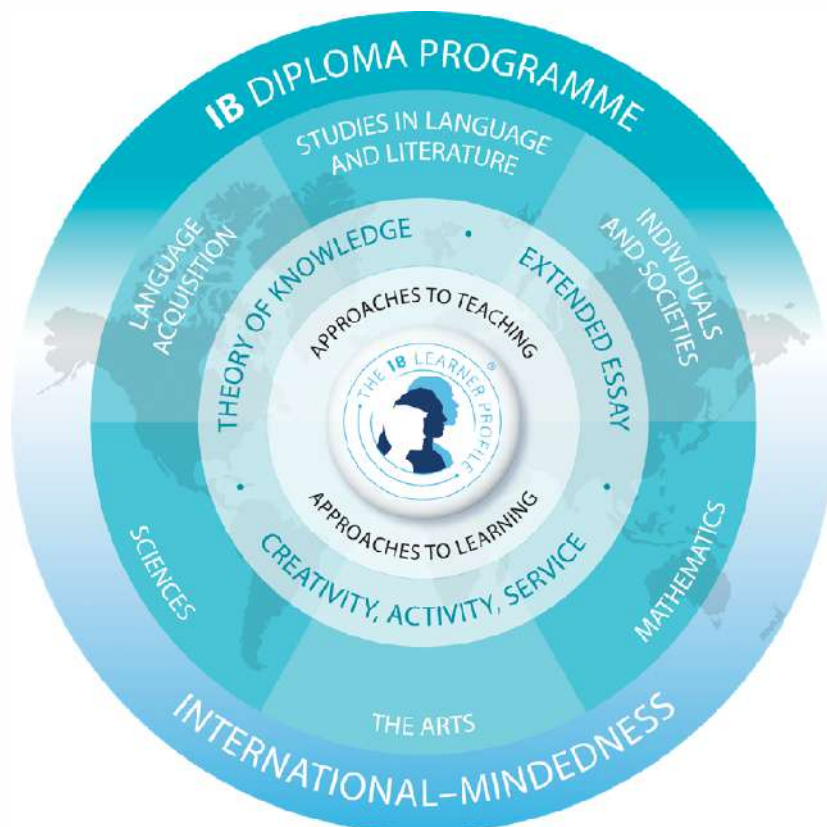 IB DIPLOMA PROGRAMME
STUDIES IN LANGUAGE
AND LITERATURE
LANGUAGE
ACQUISITION
INDIVIDUALS
AND SOCIETIES
THEORY OF KNOWLEDGE
•
EXTENDED ESSAY
APPROACHES TO TEACHING
• THE IB LEARNER PROFILE •
®
APPROACHES TO LEARNING
•
•
CREATIVITY, ACTIVITY, SERVICE
SCIENCES
MATHEMATICS
THE ARTS
INTERNATIONAL–MINDEDNESS